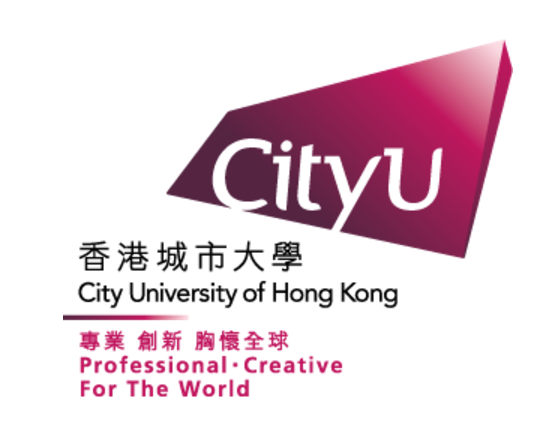 CityU
香港城市大學
City University of Hong Kong
專業 創新 胸懷全球
Professional·Creative
For The World